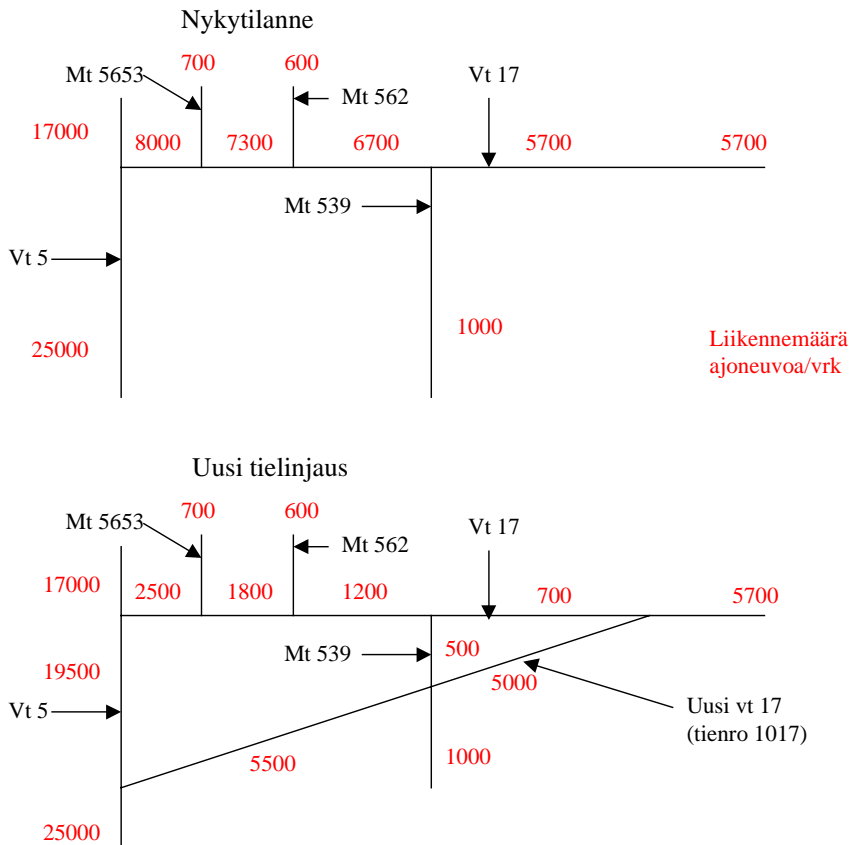 Nykytilanne
700 600
Mt 5653 Vt 17
Mt 562
17000
8000 7300 6700 5700 5700
Mt 539
Vt 5
1000
25000
Liikennemäärä
ajoneuvoa/vrk
Uusi tielinjaus
700 600
Mt 5653 Vt 17
Mt 562
17000
2500 1800 1200 700 5700
Mt 539 500
19500
5000
Vt 5
Uusi vt 17
(tienro 1017)
5500 1000
25000